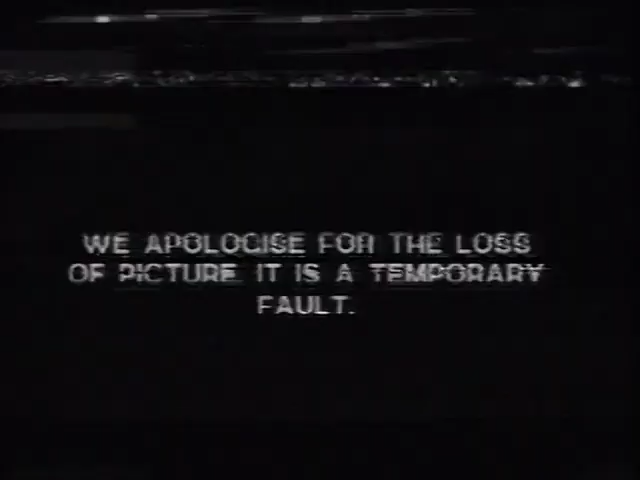 WE APOLOGISE FOR THE LOSS
OF PICTURE IT IS A TEMPORARY
FAULT.